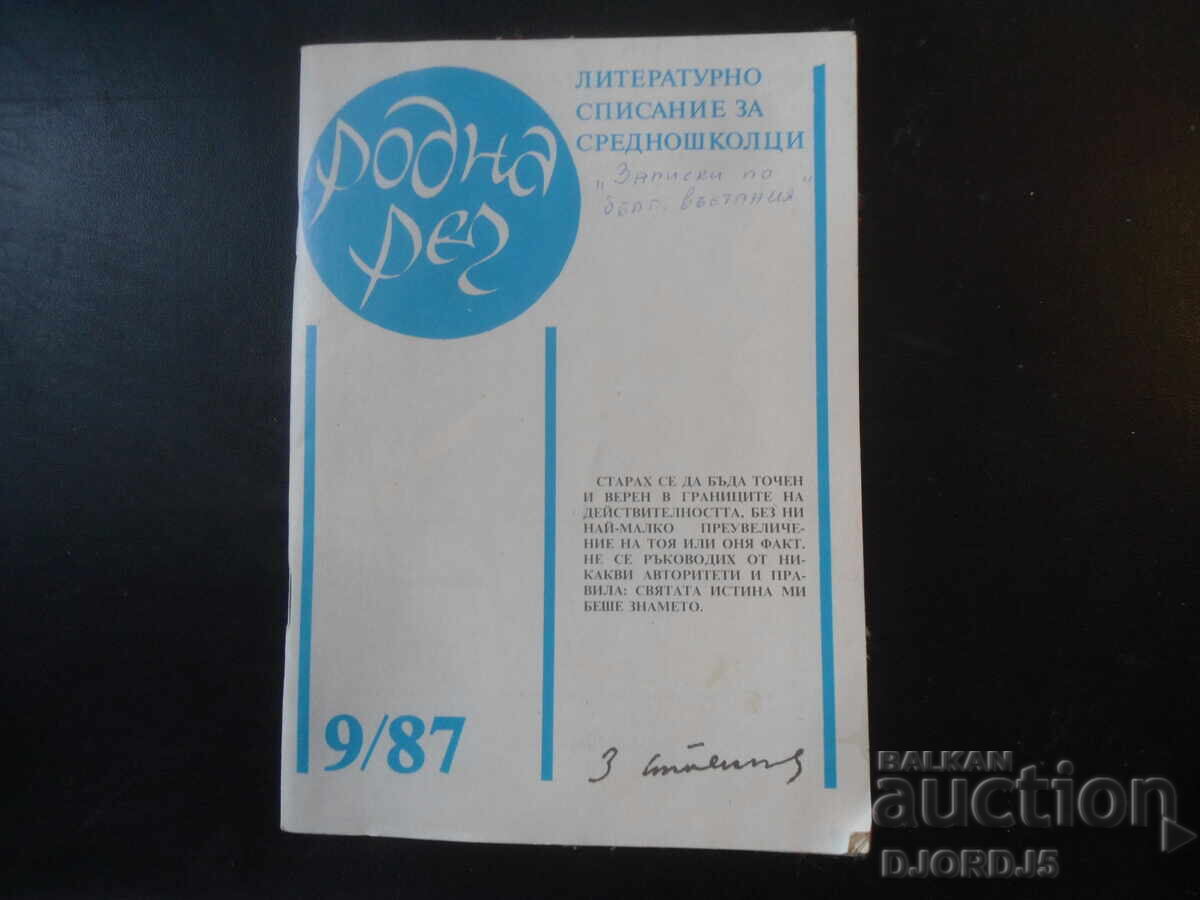 родна
реч
ЛИТЕРАТУРНО
СПИСАНИЕ ЗА
СРЕДНОШКОЛЦИ
„Записки по
бълг. въстания"
СТАРАХ СЕ ДА БЪДА ТОЧЕН
И ВЕРЕН В ГРАНИЦИТЕ НА
ДЕЙСТВИТЕЛНОСТТА, БЕЗ НИ
НАЙ-МАЛКО ПРЕУВЕЛИЧЕ-
НИЕ НА ТОЯ ИЛИ ОНЯ ФАКТ.
НЕ СЕ РЪКОВОДИХ ОТ НИ-
КАКВИ АВТОРИТЕТИ И ПРА-
ВИЛА: СВЯТАТА ИСТИНА МИ
БЕШЕ ЗНАМЕТО.
9/87
З
BALKAN
auction
DJORDJ5